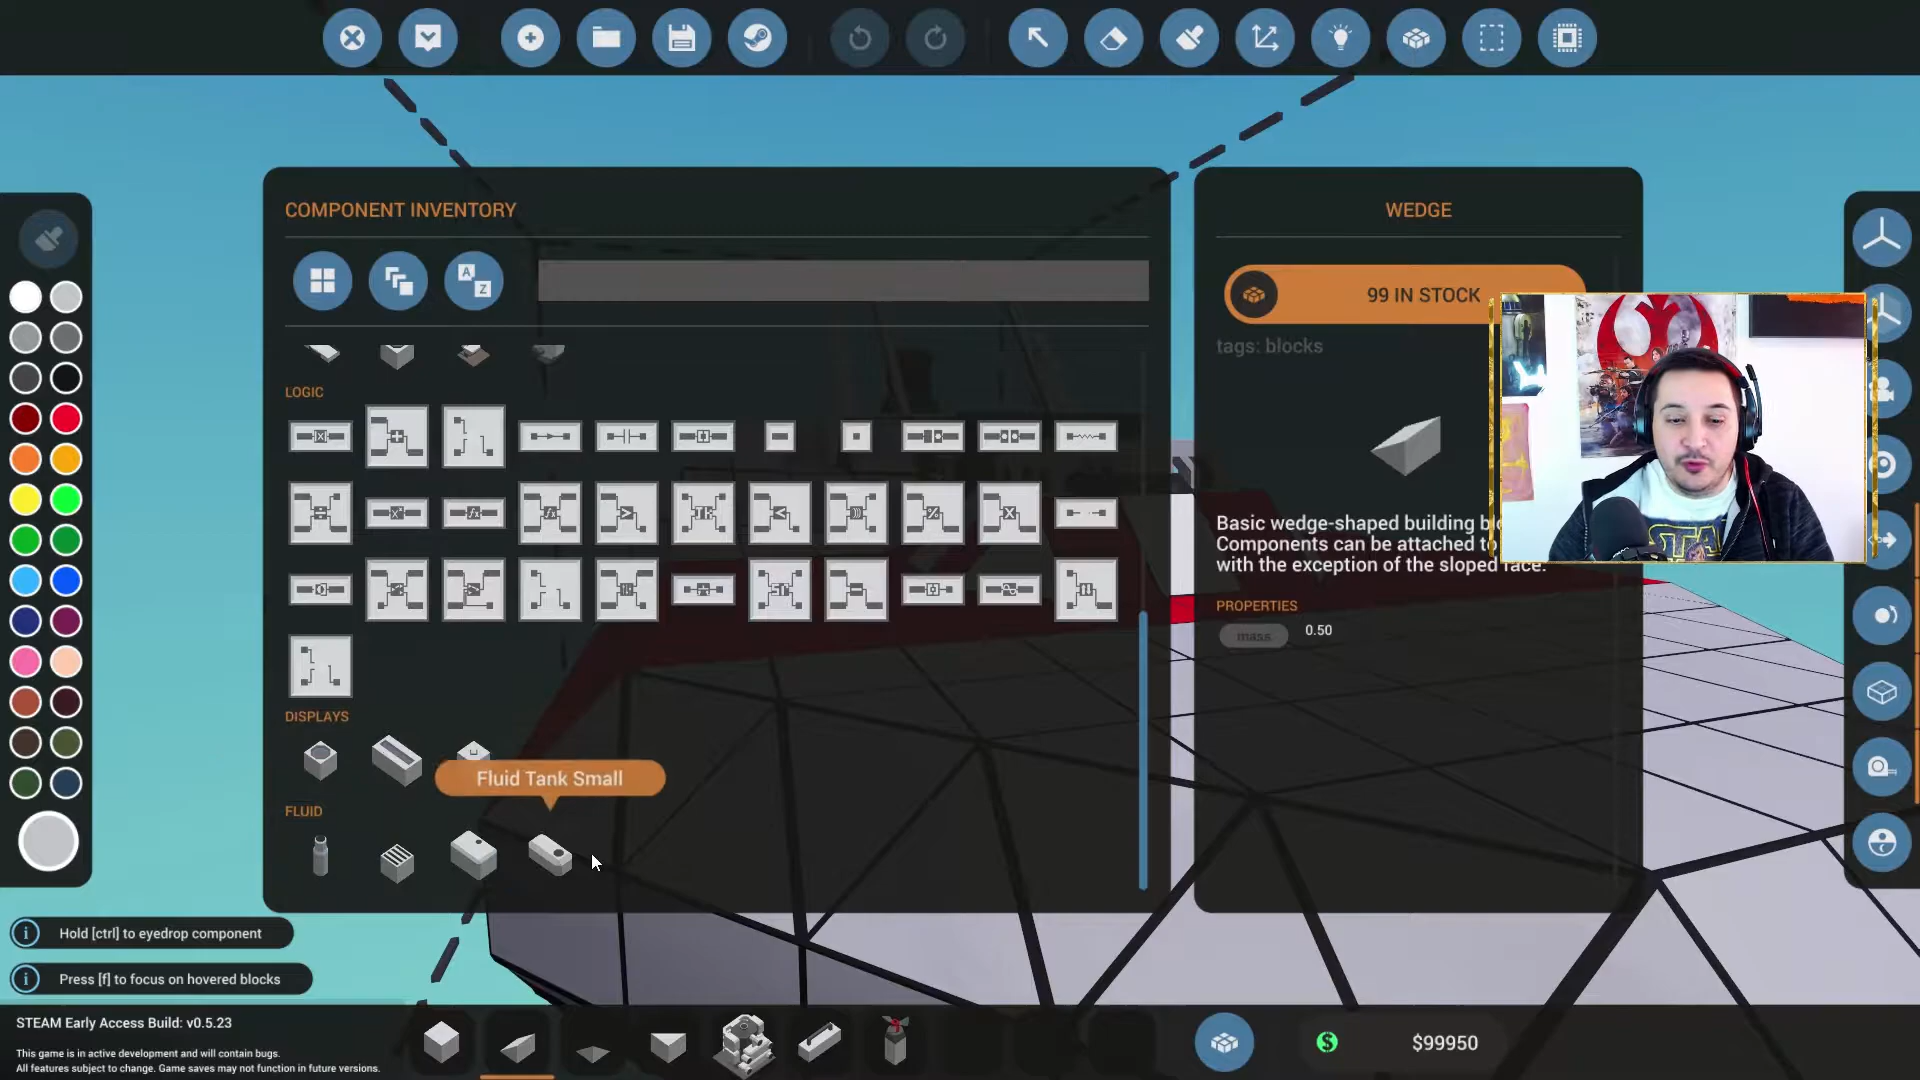 COMPONENT INVENTORY
A
Z
LOGIC
DISPLAYS
Fluid Tank Small
FLUID
WEDGE
99 IN STOCK
tags: blocks
Basic wedge-shaped building
Components can be attached to
with the exception of the sloped face.
PROPERTIES
mass 0.50
Hold [ctrl] to eyedrop component
Press [f] to focus on hovered blocks
STEAM Early Access Build: v0.5.23
This game is in active development and will contain bugs.
All features subject to change. Game saves may not function in future versions.
$99950